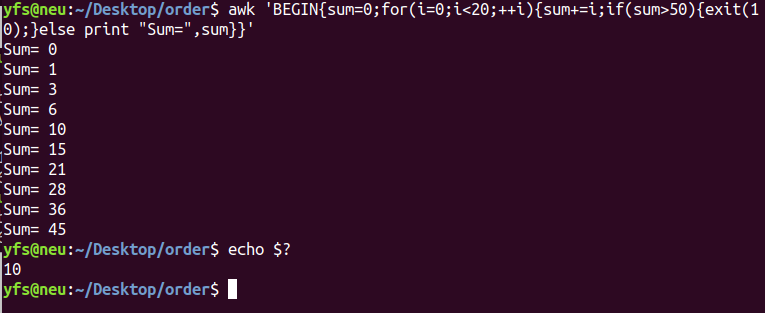 yfs@neu:~/Desktop/order$ awk 'BEGIN{sum=0;for(i=0;i<20;++i){sum+=i;if(sum>50){exit(1
0);}else print "Sum=",sum}}'
Sum= 0
Sum= 1
Sum= 3
Sum= 6
Sum= 10
Sum= 15
Sum= 21
Sum= 28
Sum= 36
Sum= 45
yfs@neu:~/Desktop/order$ echo $?
10
yfs@neu:~/Desktop/order$